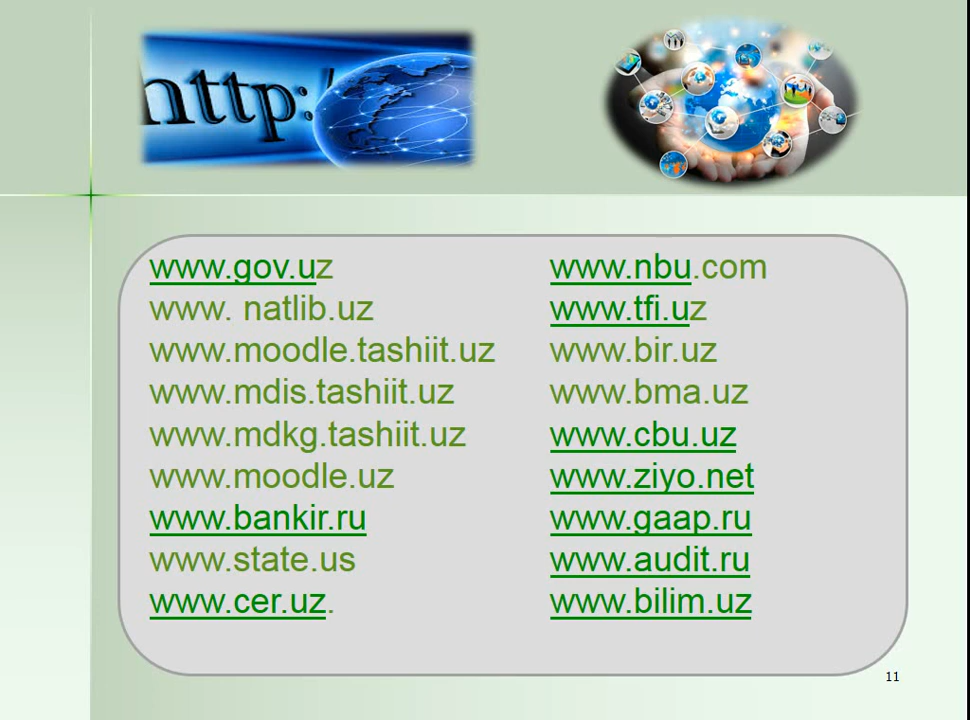 http:/
www.gov.uz
www. natlib.uz
www.moodle.tashiit.uz
www.mdis.tashiit.uz
www.mdkg.tashiit.uz
www.moodle.uz
www.bankir.ru
www.state.us
www.cer.uz.
www.nbu.com
www.tfi.uz
www.bir.uz
www.bma.uz
www.cbu.uz
www.ziyo.net
www.gaap.ru
www.audit.ru
www.bilim.uz
11